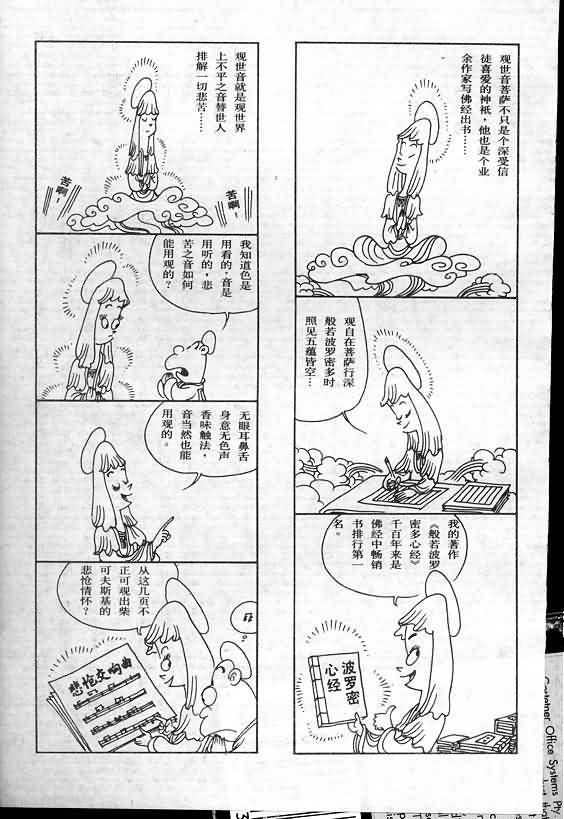 观世音菩萨不只是个深受信
徒喜爱的神祇，他也是个业
余作家写佛经出书……
观自在菩萨行深
般若波罗密多时
照见五蕴皆空…
我的著作
《般若波罗
密多心经》
千百年来是
佛经中畅销
书排行第一
名。
波罗密
心经
观世音就是观世界
上不平之音替世人
排解一切悲苦……
苦啊！
苦啊！
我知道色是
用看的，音是
用听的，悲
苦之音如何
能用观的？
无眼耳鼻舌
身意无色声
香味触法，
音当然也能
用观的。
从这几页不
正可观出柴
可夫斯基的
悲怆情怀？
悲怆交响曲
Office Systems Pty